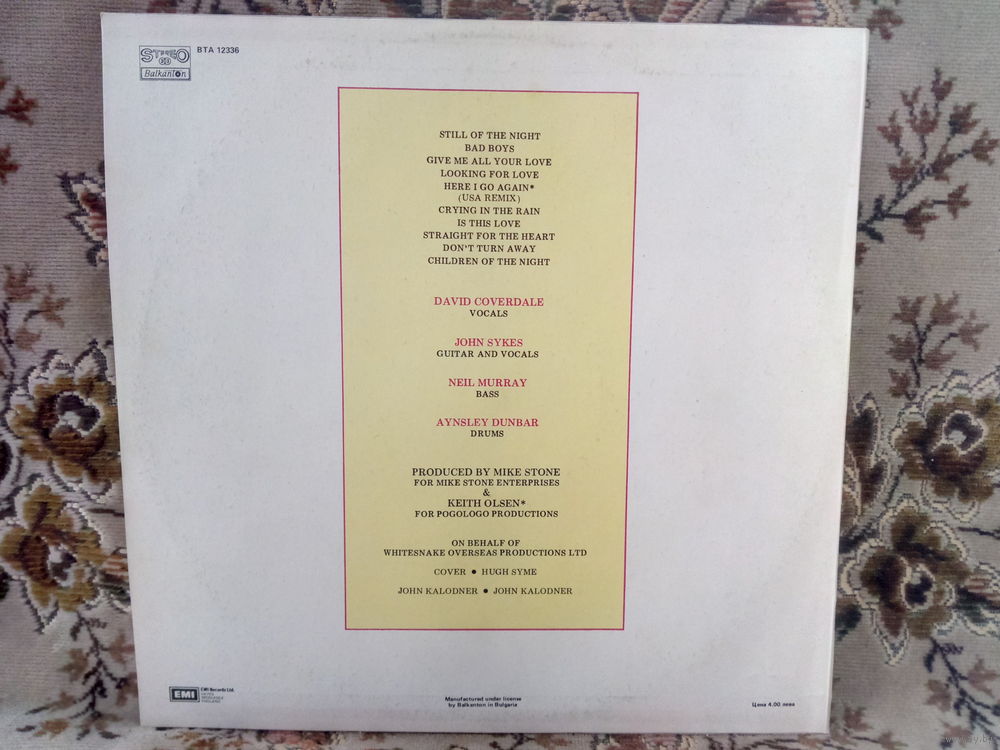 STEREO
BTA 12336
Balkanton
STILL OF THE NIGHT
BAD BOYS
GIVE ME ALL YOUR LOVE
LOOKING FOR LOVE
HERE I GO AGAIN*
(USA REMIX)
CRYING IN THE RAIN
IS THIS LOVE
STRAIGHT FOR THE HEART
DON'T TURN AWAY
CHILDREN OF THE NIGHT
DAVID COVERDALE
VOCALS
JOHN SYKES
GUITAR AND VOCALS
NEIL MURRAY
BASS
AYNSLEY DUNBAR
DRUMS
PRODUCED BY MIKE STONE
FOR MIKE STONE ENTERPRISES
&
KEITH OLSEN*
FOR POGOLOGO PRODUCTIONS
ON BEHALF OF
WHITESNAKE OVERSEAS PRODUCTIONS LTD
COVER ● HUGH SYME
JOHN KALODNER ● JOHN KALODNER
EMI
EMI Records Ltd.
Manufactured under license
by Balkanton in Bulgaria
Цена 4.00 лева